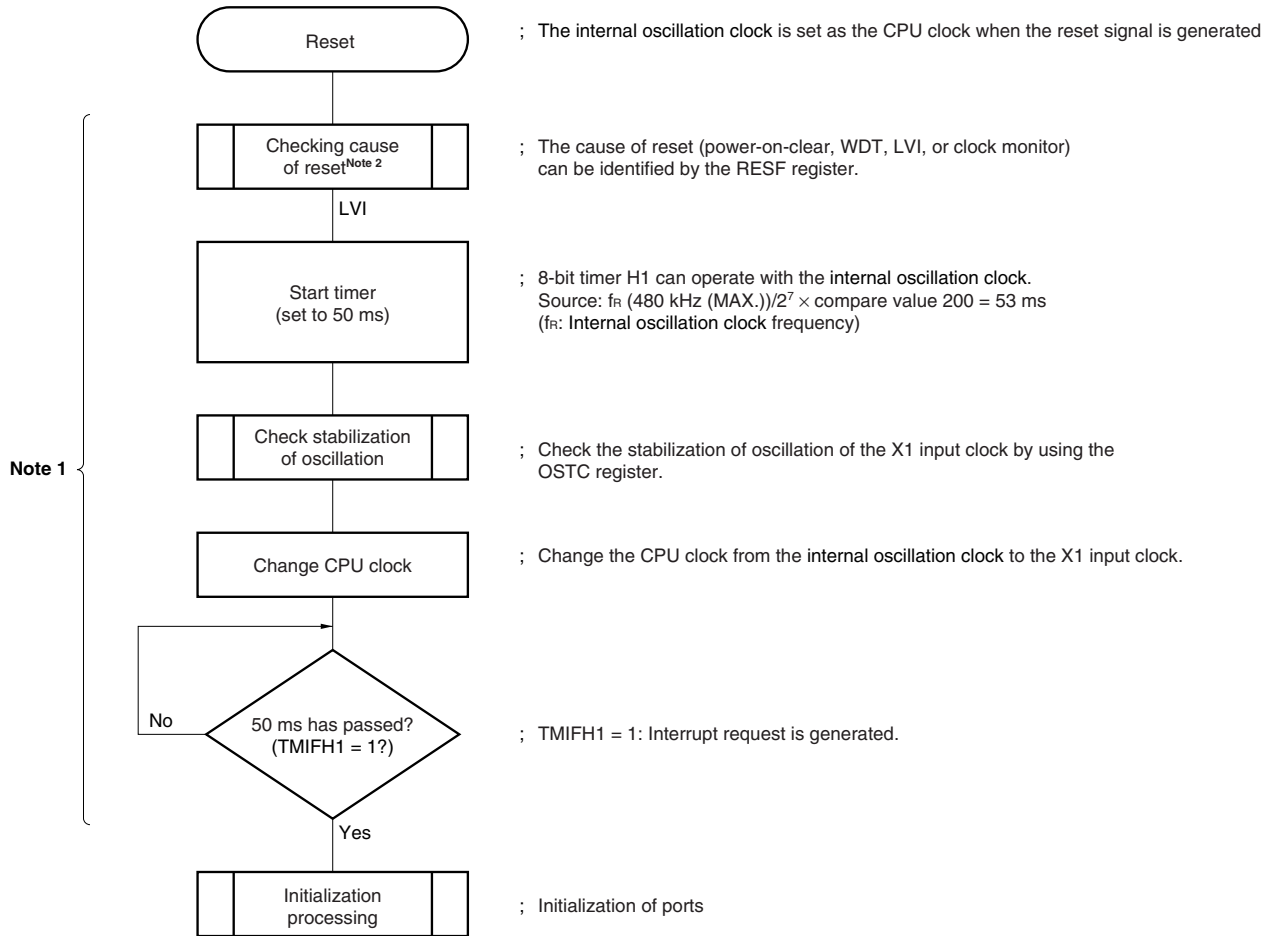 Reset
; The internal oscillation clock is set as the CPU clock when the reset signal is generated
Checking cause
of reset Note 2
; The cause of reset (power-on-clear, WDT, LVI, or clock monitor)
can be identified by the RESF register.
LVI
Start timer
(set to 50 ms)
; 8-bit timer H1 can operate with the internal oscillation clock.
Source: fR (480 kHz (MAX.))/2⁷ × compare value 200 = 53 ms
(fR: Internal oscillation clock frequency)
Note 1
Check stabilization
of oscillation
; Check the stabilization of oscillation of the X1 input clock by using the
OSTC register.
Change CPU clock
; Change the CPU clock from the internal oscillation clock to the X1 input clock.
No
50 ms has passed?
(TMIFH1 = 1?)
; TMIFH1 = 1: Interrupt request is generated.
Yes
Initialization
processing
; Initialization of ports